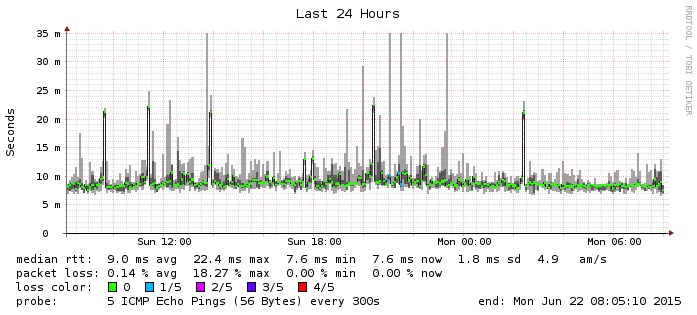 Last 24 Hours
RRDTOOL / TOBI OETIKER
Seconds
35 m
30 m
25 m
20 m
15 m
10 m
5 m
0
Sun 12:00 Sun 18:00 Mon 00:00 Mon 06:00
median rtt: 9.0 ms avg 22.4 ms max 7.6 ms min 7.6 ms now 1.8 ms sd 4.9 am/s
packet loss: 0.14 % avg 18.27 % max 0.00 % min 0.00 % now
loss color: 0 1/5 2/5 3/5 4/5
probe: 5 ICMP Echo Pings (56 Bytes) every 300s end: Mon Jun 22 08:05:10 2015